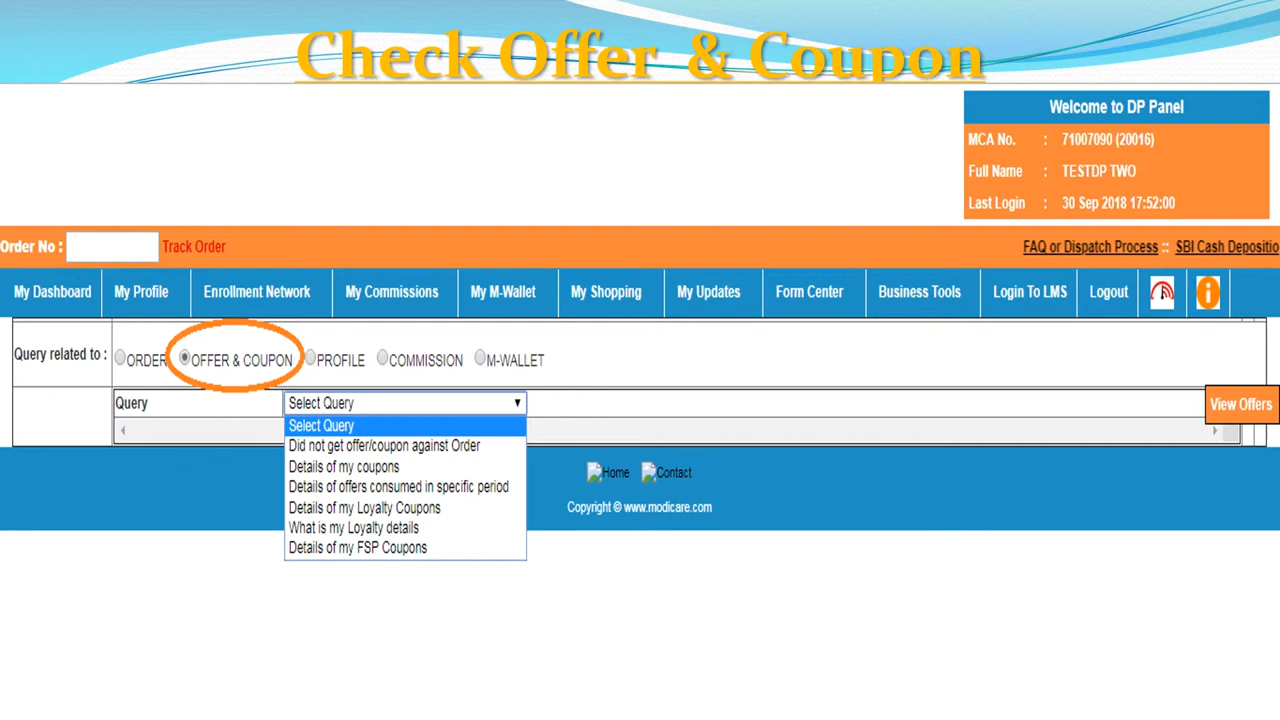 Check Offer & Coupon
Welcome to DP Panel
MCA No. : 71007090 (20016)
Full Name : TESTDP TWO
Last Login : 30 Sep 2018 17:52:00
Order No : Track Order FAQ or Dispatch Process :: SBI Cash Depositio
My Dashboard My Profile Enrollment Network My Commissions My M-Wallet My Shopping My Updates Form Center Business Tools Login To LMS Logout
Query related to : ORDER OFFER & COUPON PROFILE COMMISSION M-WALLET
Query Select Query View Offers
Select Query
Did not get offer/coupon against Order
Details of my coupons
Details of offers consumed in specific period
Details of my Loyalty Coupons
What is my Loyalty details
Details of my FSP Coupons
Home Contact
Copyright © www.modicare.com